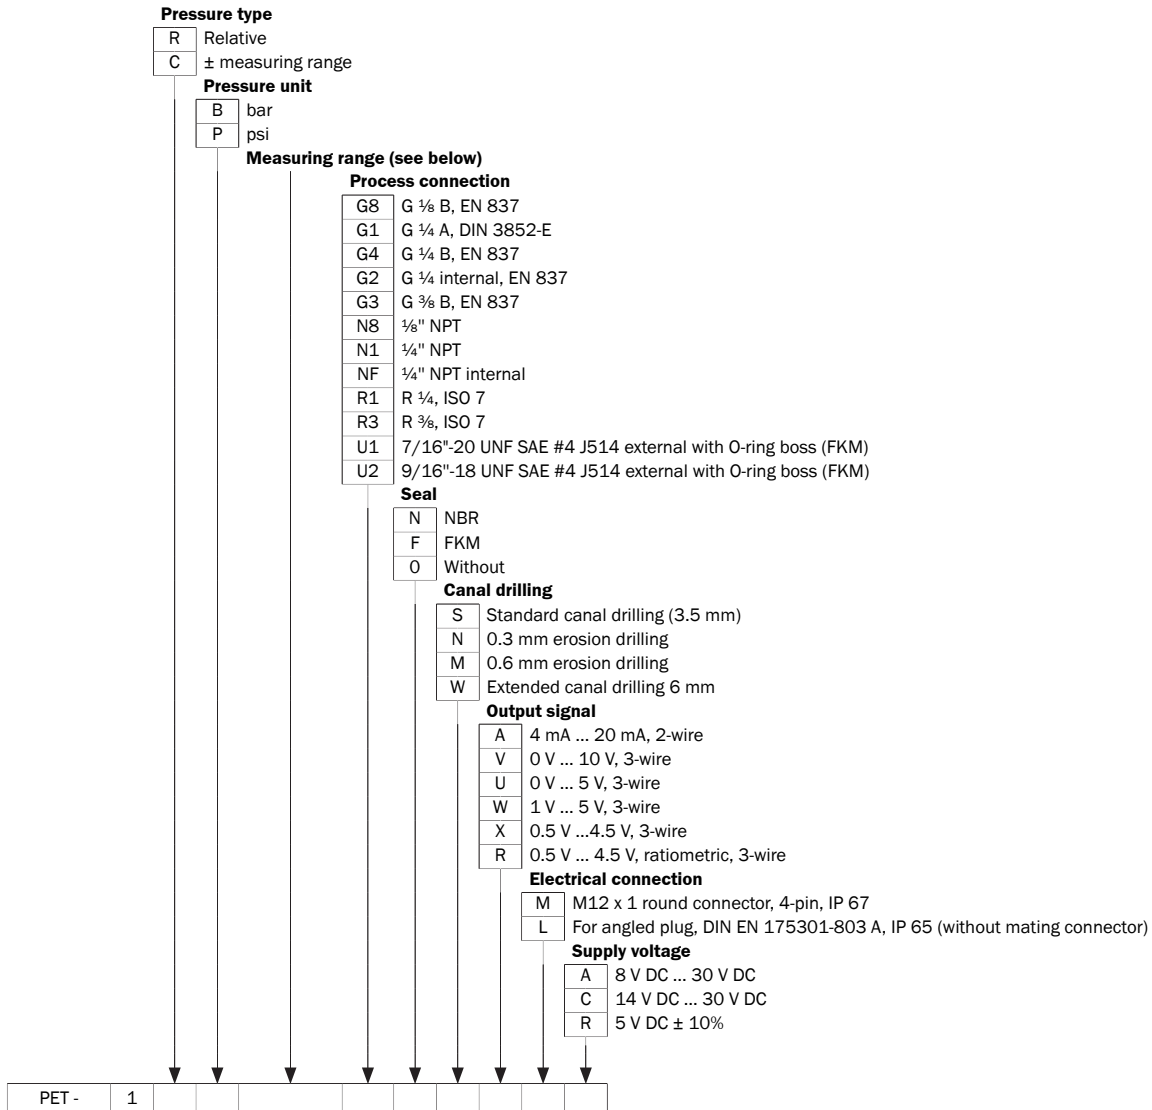 Pressure type
R Relative
C ± measuring range
Pressure unit
B bar
P psi
Measuring range (see below)
Process connection
G8 G ⅛ B, EN 837
G1 G ¼ A, DIN 3852-E
G4 G ¼ B, EN 837
G2 G ¼ internal, EN 837
G3 G ⅜ B, EN 837
N8 ⅛" NPT
N1 ¼" NPT
NF ¼" NPT internal
R1 R ¼, ISO 7
R3 R ⅜, ISO 7
U1 7/16"-20 UNF SAE #4 J514 external with O-ring boss (FKM)
U2 9/16"-18 UNF SAE #4 J514 external with O-ring boss (FKM)
Seal
N NBR
F FKM
0 Without
Canal drilling
S Standard canal drilling (3.5 mm)
N 0.3 mm erosion drilling
M 0.6 mm erosion drilling
W Extended canal drilling 6 mm
Output signal
A 4 mA ... 20 mA, 2-wire
V 0 V ... 10 V, 3-wire
U 0 V ... 5 V, 3-wire
W 1 V ... 5 V, 3-wire
X 0.5 V ...4.5 V, 3-wire
R 0.5 V ... 4.5 V, ratiometric, 3-wire
Electrical connection
M M12 x 1 round connector, 4-pin, IP 67
L For angled plug, DIN EN 175301-803 A, IP 65 (without mating connector)
Supply voltage
A 8 V DC ... 30 V DC
C 14 V DC ... 30 V DC
R 5 V DC ± 10%
PET - 1